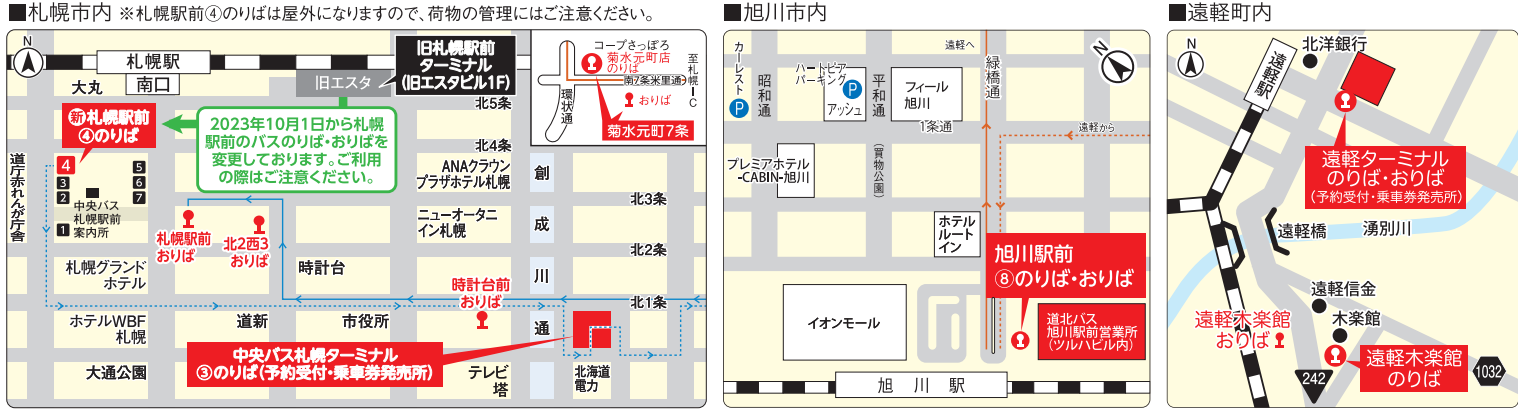 ■札幌市内 ※札幌駅前④のりばは屋外になりますので、荷物の管理にはご注意ください。
N
札幌駅
南口
大丸
旧エスタ
旧札幌駅前
ターミナル
(旧エスタビル1F)
コープさっぽろ
菊水元町店
のりば
至札幌IC
南7条米里通
環状通
おりば
菊水元町7条
北5条
新札幌駅前
④のりば
2023年10月1日から札幌
駅前のバスのりば・おりばを
変更しております。ご利用
の際はご注意ください。
北4条
道庁赤れんが庁舎
4
3
2
1
5
6
7
中央バス
札幌駅前
案内所
ANAクラウン
プラザホテル札幌
創成川通
北3条
札幌駅前
おりば
北2西3
おりば
ニューオータニ
イン札幌
北2条
札幌グランド
ホテル
時計台
時計台前
おりば
北1条
ホテルWBF
札幌
道新
市役所
中央バス札幌ターミナル
③のりば(予約受付・乗車券発売所)
大通公園
テレビ
塔
北海道
電力
■旭川市内
カーレスト
P
昭和通
ハートピア
パーキング
P
アッシュ
平和通
(買物公園)
フィール
旭川
遠軽へ
緑橋通
N
1条通
遠軽から
プレミアホテル
-CABIN-旭川
ホテル
ルート
イン
旭川駅前
⑧のりば・おりば
イオンモール
道北バス
旭川駅前営業所
(ツルハビル内)
旭川駅
■遠軽町内
N
遠軽駅
北洋銀行
遠軽ターミナル
のりば・おりば
(予約受付・乗車券発売所)
遠軽橋
湧別川
遠軽信金
木楽館
遠軽木楽館
おりば
遠軽木楽館
のりば
242
1032